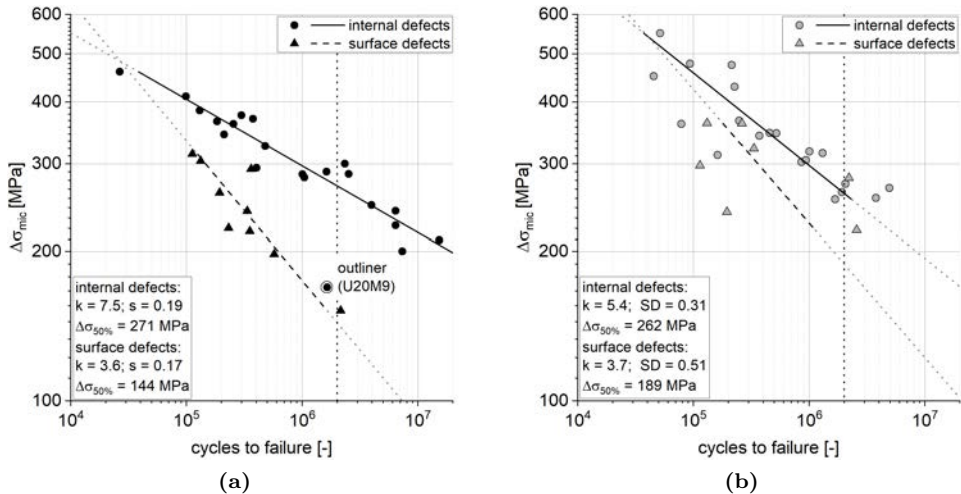 600
500
400
300
200
100
Δσmic [MPa]
internal defects
surface defects
outliner
(U20M9)
internal defects:
k = 7.5; s = 0.19
Δσ50% = 271 MPa
surface defects:
k = 3.6; s = 0.17
Δσ50% = 144 MPa
10^4 10^5 10^6 10^7
cycles to failure [-]
(a)
600
500
400
300
200
100
Δσmic [MPa]
internal defects
surface defects
internal defects:
k = 5.4; SD = 0.31
Δσ50% = 262 MPa
surface defects:
k = 3.7; SD = 0.51
Δσ50% = 189 MPa
10^4 10^5 10^6 10^7
cycles to failure [-]
(b)